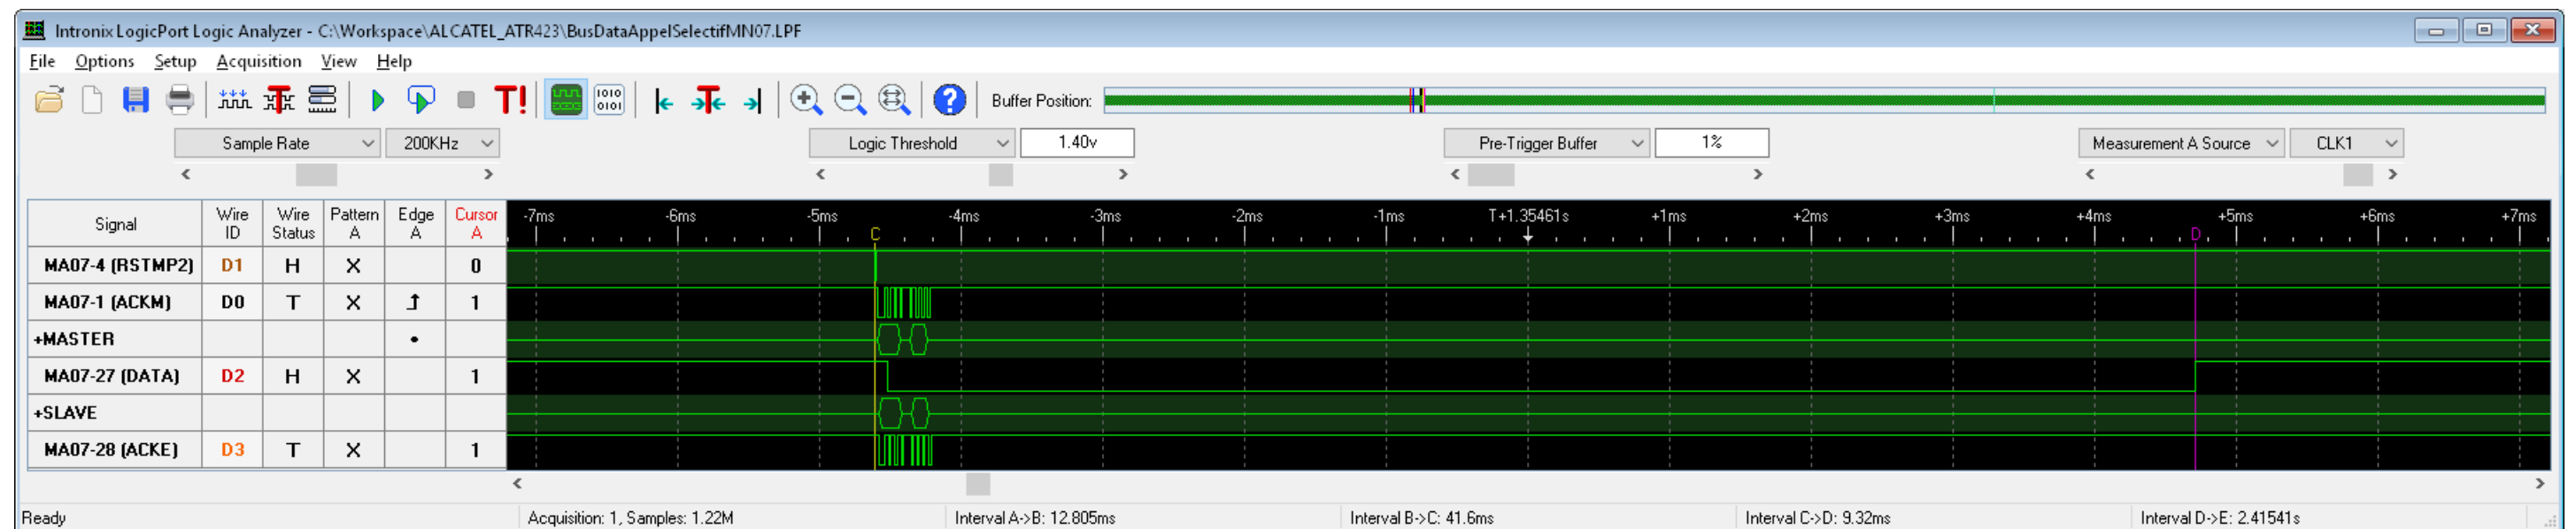 Intronix LogicPort Logic Analyzer - C:\Workspace\ALCATEL_ATR423\BusDataAppelSelectifMN07.LPF
File Options Setup Acquisition View Help
T! 1010 0101 ? Buffer Position:
Sample Rate 200KHz Logic Threshold 1.40v Pre-Trigger Buffer 1% Measurement A Source CLK1
Signal Wire ID Wire Status Pattern A Edge A Cursor A -7ms -6ms -5ms -4ms -3ms -2ms -1ms T+1.35461s +1ms +2ms +3ms +4ms +5ms +6ms +7ms
C D
MA07-4 (RSTMP2) D1 H X 0
MA07-1 (ACKM) D0 T X 1
+MASTER
MA07-27 (DATA) D2 H X 1
+SLAVE
MA07-28 (ACKE) D3 T X 1
Ready Acquisition: 1, Samples: 1.22M Interval A->B: 12.805ms Interval B->C: 41.6ms Interval C->D: 9.32ms Interval D->E: 2.41541s